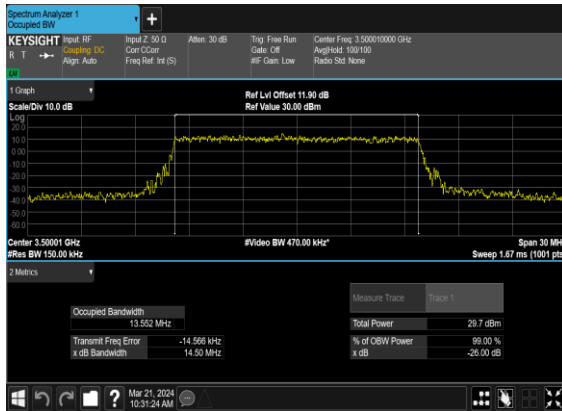 Spectrum Analyzer 1
Occupied BW
KEYSIGHT
R T
Input: RF
Coupling: DC
Align: Auto
Input Z: 50 Ω
Corr CCorr
Freq Ref: Int (S)
Atten: 30 dB
Trig: Free Run
Gate: Off
#IF Gain: Low
Center Freq: 3.500010000 GHz
Avg|Hold: 100/100
Radio Std: None
1 Graph
Scale/Div 10.0 dB
Ref Lvl Offset 11.90 dB
Ref Value 30.00 dBm
Log
20.0
10.0
0.00
-10.0
-20.0
-30.0
-40.0
-50.0
-60.0
Center 3.50001 GHz
#Res BW 150.00 kHz
#Video BW 470.00 kHz*
Span 30 MH
Sweep 1.67 ms (1001 pts
2 Metrics
Measure Trace Trace 1
Occupied Bandwidth
13.552 MHz
Total Power 29.7 dBm
Transmit Freq Error -14.566 kHz
% of OBW Power 99.00 %
x dB Bandwidth 14.50 MHz
x dB -26.00 dB
Mar 21, 2024
10:31:24 AM